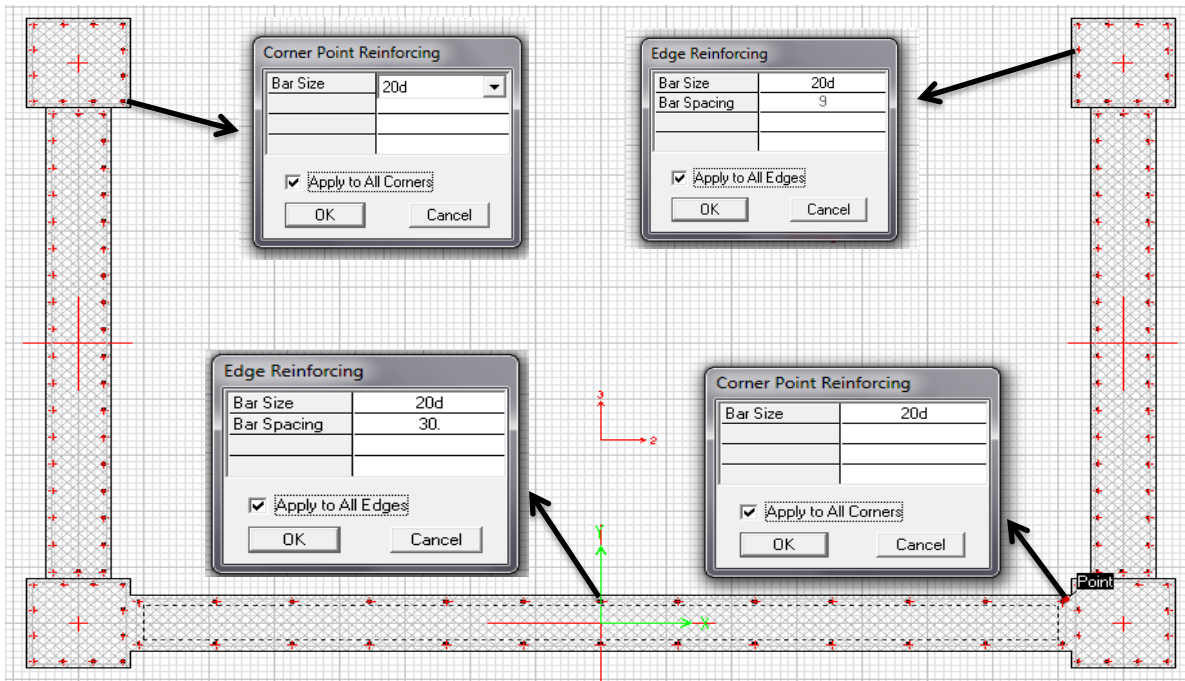 Corner Point Reinforcing
Bar Size 20d
Apply to All Corners
OK Cancel
Edge Reinforcing
Bar Size 20d
Bar Spacing 9
Apply to All Edges
OK Cancel
Edge Reinforcing
Bar Size 20d
Bar Spacing 30.
Apply to All Edges
OK Cancel
3
2
Corner Point Reinforcing
Bar Size 20d
Apply to All Corners
OK Cancel
Y
X
Point